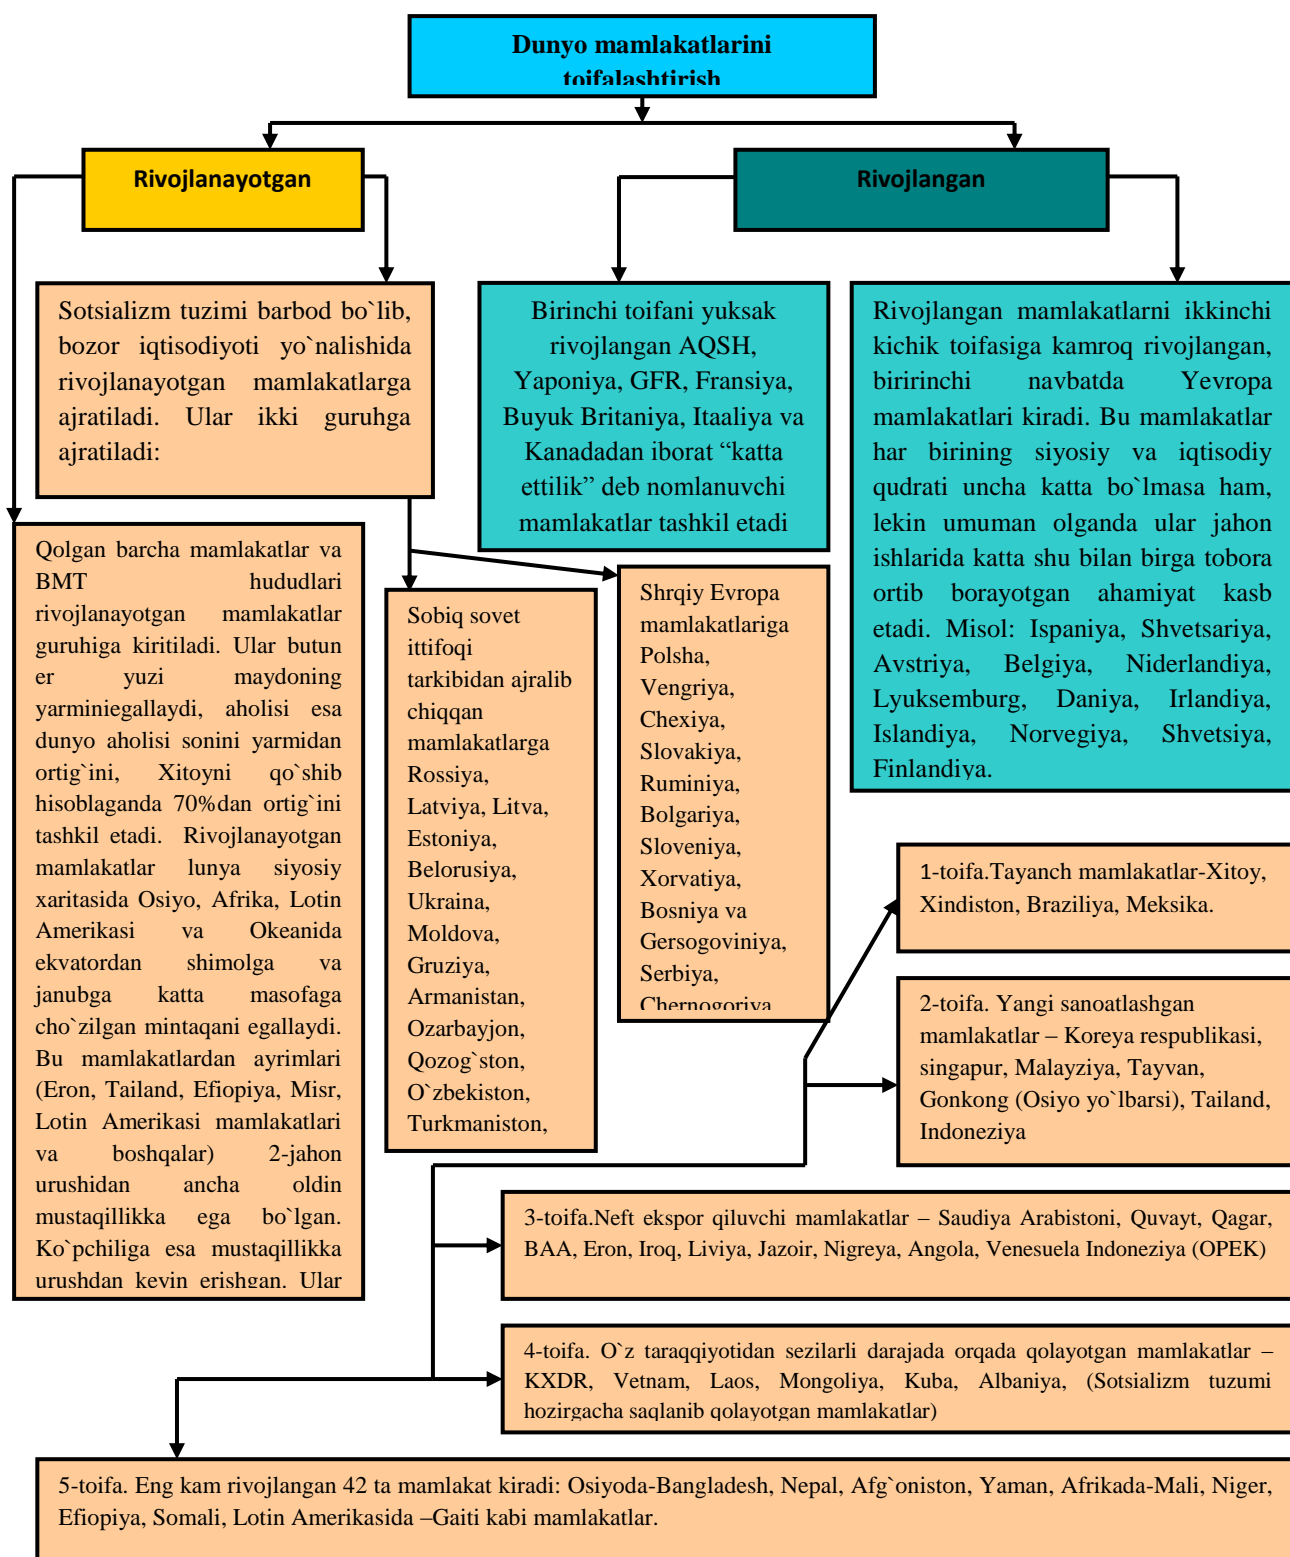 Dunyo mamlakatlarini
toifalashtirish
Rivojlanayotgan
Rivojlangan
Sotsializm tuzimi barbod bo`lib,
bozor iqtisodiyoti yo`nalishida
rivojlanayotgan mamlakatlarga
ajratiladi. Ular ikki guruhga
ajratiladi:
Birinchi toifani yuksak
rivojlangan AQSH,
Yaponiya, GFR, Fransiya,
Buyuk Britaniya, Itaaliya va
Kanadadan iborat “katta
ettilik” deb nomlanuvchi
mamlakatlar tashkil etadi
Rivojlangan mamlakatlarni ikkinchi
kichik toifasiga kamroq rivojlangan,
biririnchi navbatda Yevropa
mamlakatlari kiradi. Bu mamlakatlar
har birining siyosiy va iqtisodiy
qudrati uncha katta bo`lmasa ham,
lekin umuman olganda ular jahon
ishlarida katta shu bilan birga tobora
ortib borayotgan ahamiyat kasb
etadi. Misol: Ispaniya, Shvetsariya,
Avstriya, Belgiya, Niderlandiya,
Lyuksemburg, Daniya, Irlandiya,
Islandiya, Norvegiya, Shvetsiya,
Finlandiya.
Qolgan barcha mamlakatlar va
BMT hududlari
rivojlanayotgan mamlakatlar
guruhiga kiritiladi. Ular butun
er yuzi maydoning
yarminiegallaydi, aholisi esa
dunyo aholisi sonini yarmidan
ortig`ini, Xitoyni qo`shib
hisoblaganda 70%dan ortig`ini
tashkil etadi. Rivojlanayotgan
mamlakatlar lunya siyosiy
xaritasida Osiyo, Afrika, Lotin
Amerikasi va Okeanida
ekvatordan shimolga va
janubga katta masofaga
cho`zilgan mintaqani egallaydi.
Bu mamlakatlardan ayrimlari
(Eron, Tailand, Efiopiya, Misr,
Lotin Amerikasi mamlakatlari
va boshqalar) 2-jahon
urushidan ancha oldin
mustaqillikka ega bo`lgan.
Ko`pchiliga esa mustaqillikka
urushdan keyin erishgan. Ular
Sobiq sovet
ittifoqi
tarkibidan ajralib
chiqqan
mamlakatlarga
Rossiya,
Latviya, Litva,
Estoniya,
Belorusiya,
Ukraina,
Moldova,
Gruziya,
Armanistan,
Ozarbayjon,
Qozog`ston,
O`zbekiston,
Turkmaniston,
Shrqiy Evropa
mamlakatlariga
Polsha,
Vengriya,
Chexiya,
Slovakiya,
Ruminiya,
Bolgariya,
Sloveniya,
Xorvatiya,
Bosniya va
Gersogoviniya,
Serbiya,
Chernogoriya
1-toifa.Tayanch mamlakatlar-Xitoy,
Xindiston, Braziliya, Meksika.
2-toifa. Yangi sanoatlashgan
mamlakatlar – Koreya respublikasi,
singapur, Malayziya, Tayvan,
Gonkong (Osiyo yo`lbarsi), Tailand,
Indoneziya
3-toifa.Neft ekspor qiluvchi mamlakatlar – Saudiya Arabistoni, Quvayt, Qagar,
BAA, Eron, Iroq, Liviya, Jazoir, Nigreya, Angola, Venesuela Indoneziya (OPEK)
4-toifa. O`z taraqqiyotidan sezilarli darajada orqada qolayotgan mamlakatlar –
KXDR, Vetnam, Laos, Mongoliya, Kuba, Albaniya, (Sotsializm tuzumi
hozirgacha saqlanib qolayotgan mamlakatlar)
5-toifa. Eng kam rivojlangan 42 ta mamlakat kiradi: Osiyoda-Bangladesh, Nepal, Afg`oniston, Yaman, Afrikada-Mali, Niger,
Efiopiya, Somali, Lotin Amerikasida –Gaiti kabi mamlakatlar.